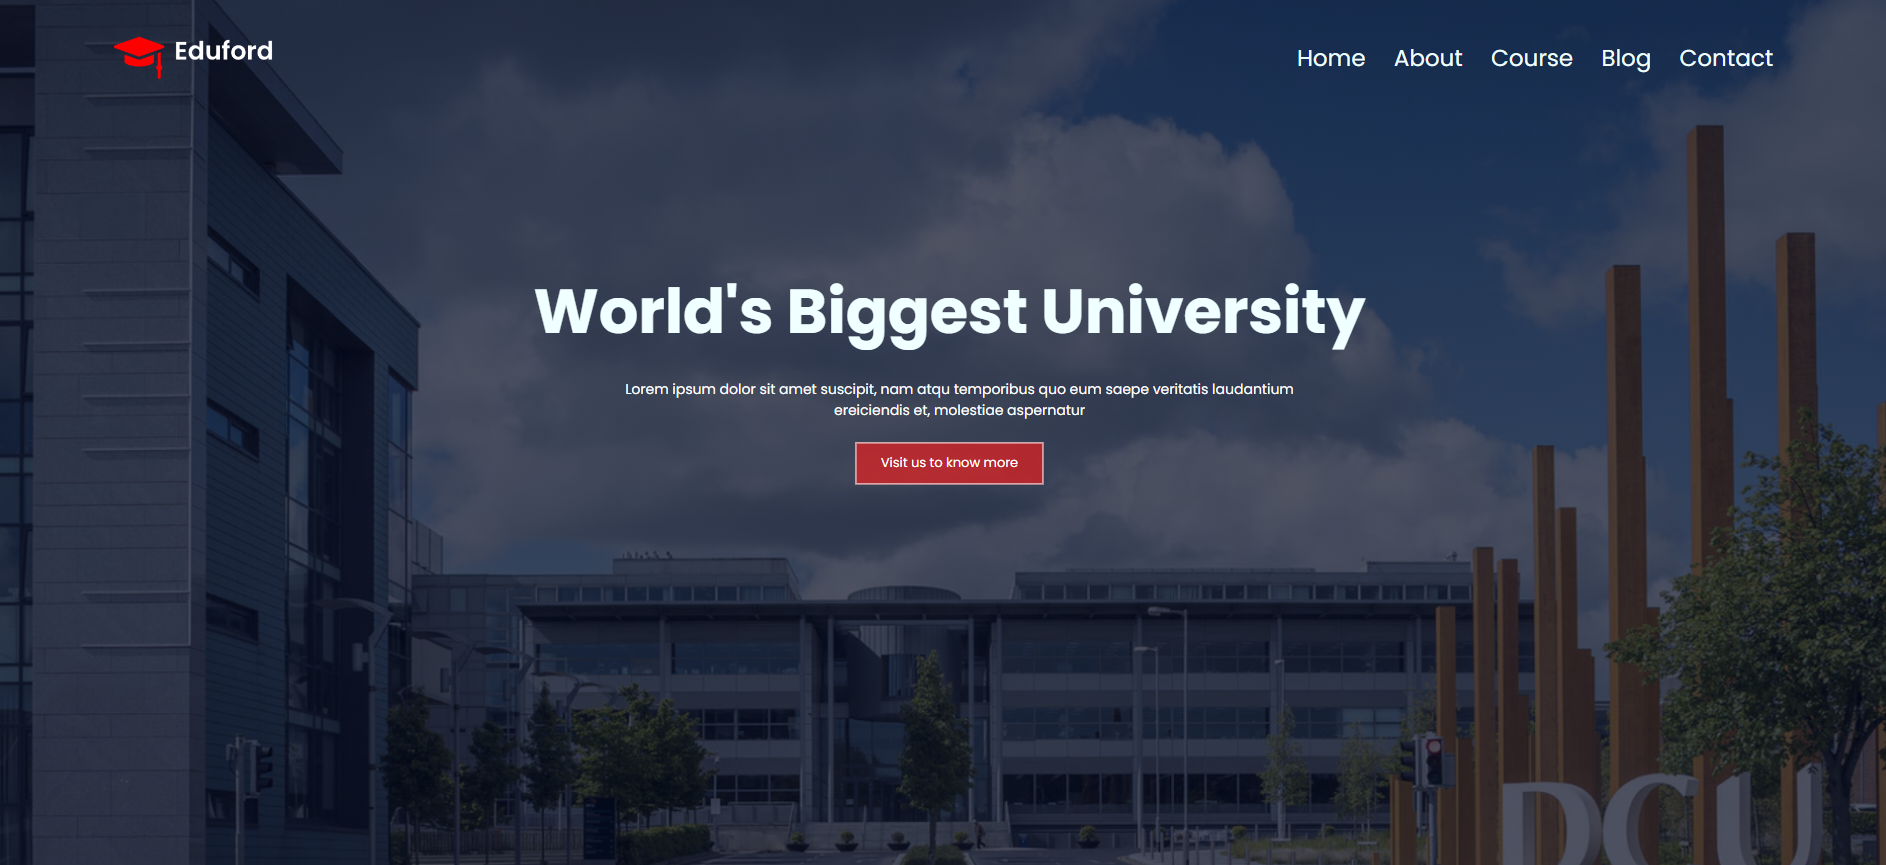 Eduford
Home About Course Blog Contact
World's Biggest University
Lorem ipsum dolor sit amet suscipit, nam atqu temporibus quo eum saepe veritatis laudantium
ereiciendis et, molestiae aspernatur
Visit us to know more
DCU